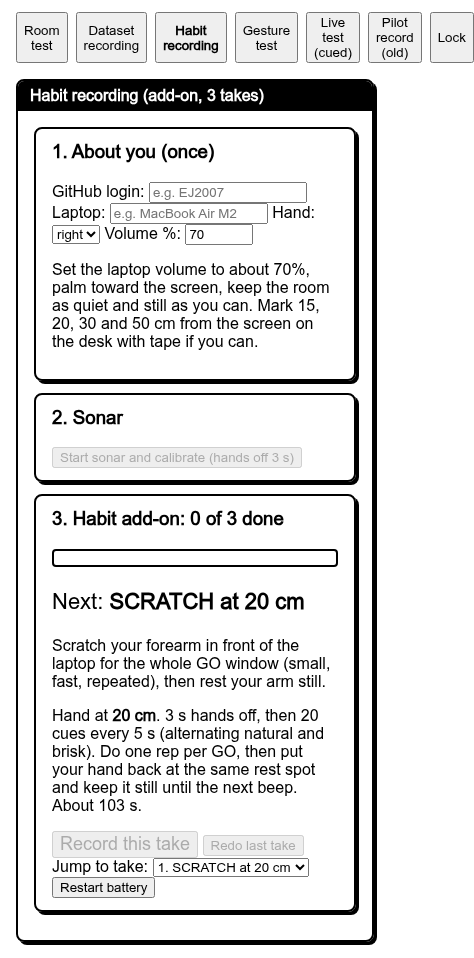 Room test
Dataset recording
Habit recording
Gesture test
Live test (cued)
Pilot record (old)
Lock
Habit recording (add-on, 3 takes)
1. About you (once)
GitHub login: e.g. EJ2007
Laptop: e.g. MacBook Air M2 Hand:
right Volume %: 70
Set the laptop volume to about 70%,
palm toward the screen, keep the room
as quiet and still as you can. Mark 15,
20, 30 and 50 cm from the screen on
the desk with tape if you can.
2. Sonar
Start sonar and calibrate (hands off 3 s)
3. Habit add-on: 0 of 3 done
Next: SCRATCH at 20 cm
Scratch your forearm in front of the
laptop for the whole GO window (small,
fast, repeated), then rest your arm still.
Hand at 20 cm. 3 s hands off, then 20
cues every 5 s (alternating natural and
brisk). Do one rep per GO, then put
your hand back at the same rest spot
and keep it still until the next beep.
About 103 s.
Record this take Redo last take
Jump to take: 1. SCRATCH at 20 cm
Restart battery